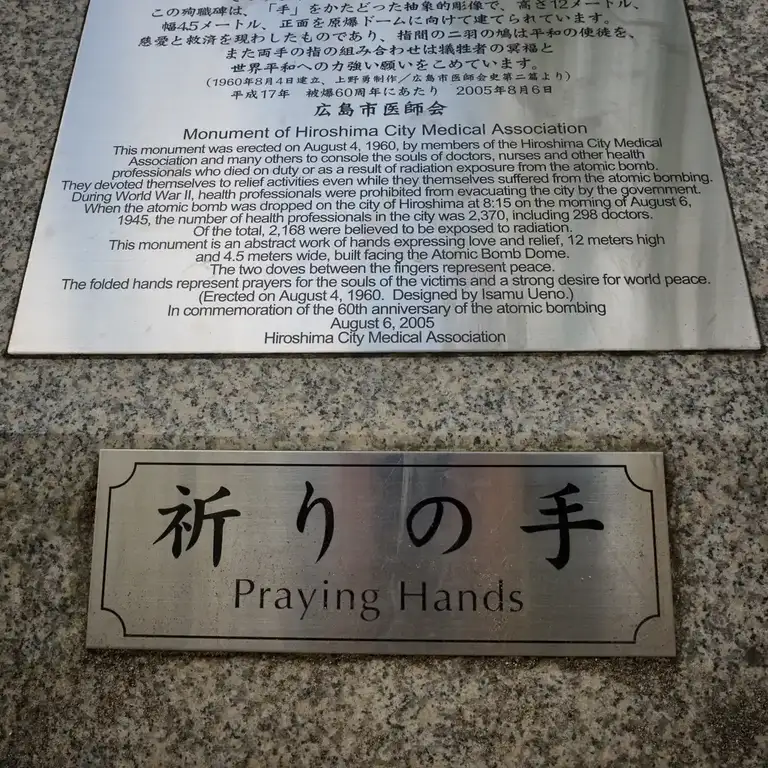 この殉職碑は、「手」をかたどった抽象的彫像で、高さ12メートル、
幅4.5メートル、正面を原爆ドームに向けて建てられています。
慈愛と救済を現わしたものであり、指間の二羽の鳩は平和の使徒を、
また両手の指の組み合わせは犠牲者の冥福と
世界平和への力強い願いをこめています。
(1960年8月4日建立、上野勇制作／広島市医師会史第二篇より)
平成17年 被爆60周年にあたり 2005年8月6日
広島市医師会
Monument of Hiroshima City Medical Association
This monument was erected on August 4, 1960, by members of the Hiroshima City Medical
Association and many others to console the souls of doctors, nurses and other health
professionals who died on duty or as a result of radiation exposure from the atomic bomb.
They devoted themselves to relief activities even while they themselves suffered from the atomic bombing.
During World War II, health professionals were prohibited from evacuating the city by the government.
When the atomic bomb was dropped on the city of Hiroshima at 8:15 on the morning of August 6,
1945, the number of health professionals in the city was 2,370, including 298 doctors.
Of the total, 2,168 were believed to be exposed to radiation.
This monument is an abstract work of hands expressing love and relief, 12 meters high
and 4.5 meters wide, built facing the Atomic Bomb Dome.
The two doves between the fingers represent peace.
The folded hands represent prayers for the souls of the victims and a strong desire for world peace.
(Erected on August 4, 1960. Designed by Isamu Ueno.)
In commemoration of the 60th anniversary of the atomic bombing
August 6, 2005
Hiroshima City Medical Association
祈りの手
Praying Hands